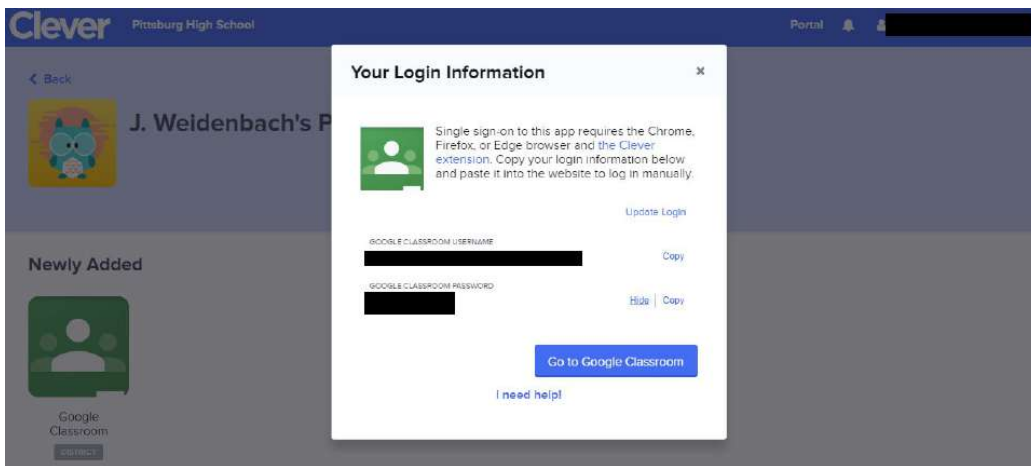 Clever Pittsburg High School Portal
Back
J. Weidenbach's P
Newly Added
Google
Classroom
DISTRICT
Your Login Information ×
Single sign-on to this app requires the Chrome,
Firefox, or Edge browser and the Clever
extension. Copy your login information below
and paste it into the website to log in manually.
Update Login
GOOGLE CLASSROOM USERNAME
Copy
GOOGLE CLASSROOM PASSWORD
Hide | Copy
Go to Google Classroom
I need help!